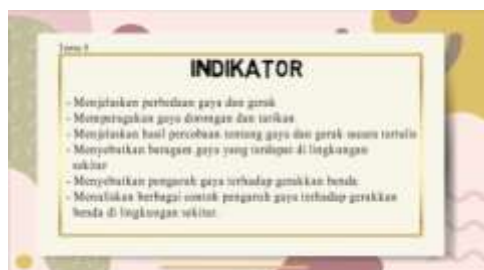 INDIKATOR
- Menjelaskan perbedaan gaya dan gerak
- Memperagakan gaya dorongan dan tarikan
- Menjelaskan hasil percobaan tentang gaya dan gerak secara tertulis
- Menyebutkan beragam gaya yang terdapat di lingkungan
sekitar
- Menyebutkan pengaruh gaya terhadap gerakkan benda
- Menuliskan berbagai contoh pengaruh gaya terhadap gerakkan
benda di lingkungan sekitar.